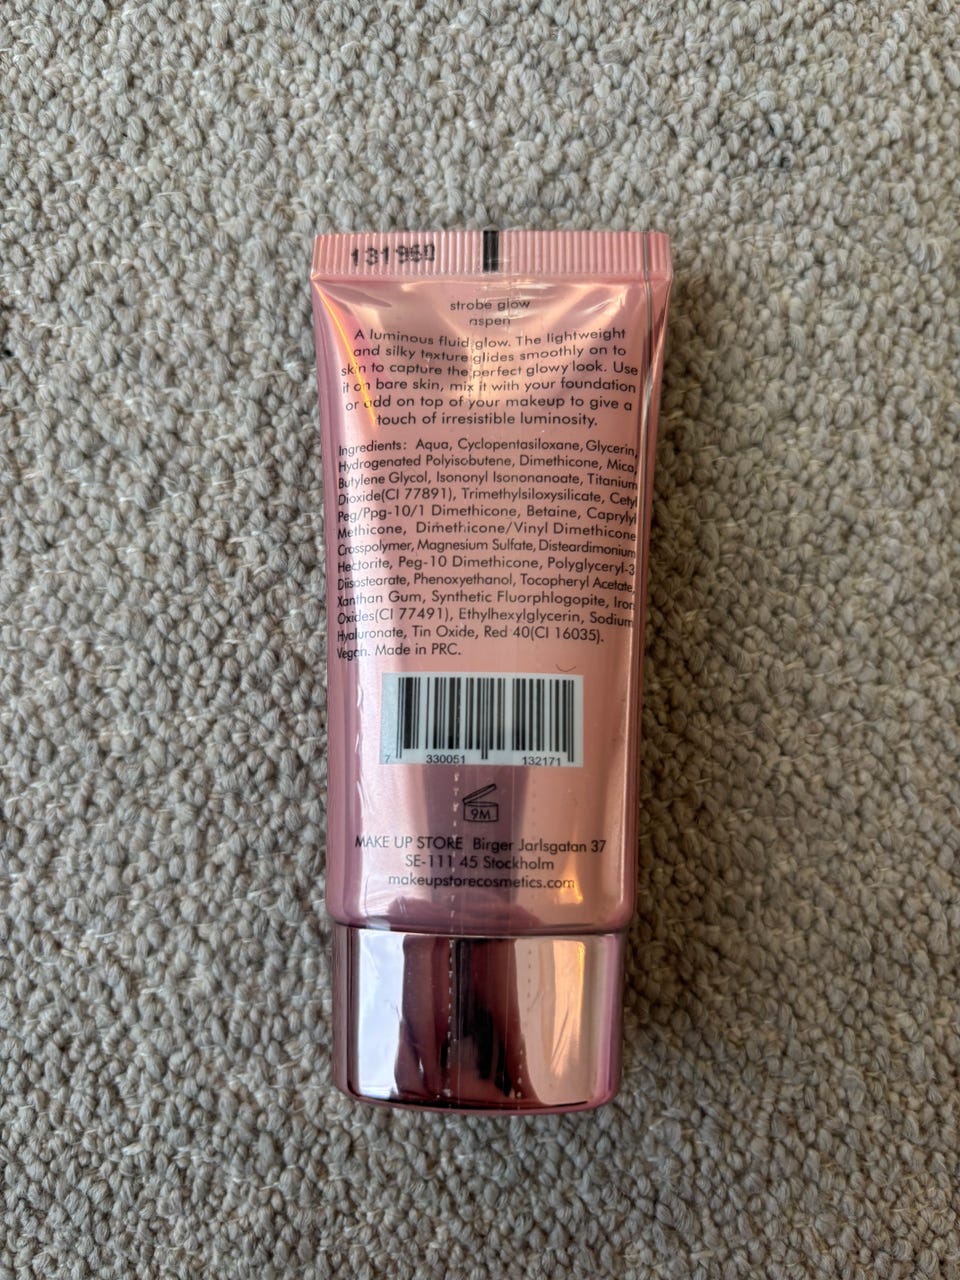 131960
strobe glow
aspen
A luminous fluid glow. The lightweight
and silky texture glides smoothly on to
skin to capture the perfect glowy look. Use
it on bare skin, mix it with your foundation
or add on top of your makeup to give a
touch of irresistible luminosity.
Ingredients: Aqua, Cyclopentasiloxane, Glycerin,
Hydrogenated Polyisobutene, Dimethicone, Mica,
Butylene Glycol, Isononyl Isononanoate, Titanium
Dioxide(CI 77891), Trimethylsiloxysilicate, Cetyl
Peg/Ppg-10/1 Dimethicone, Betaine, Caprylyl
Methicone, Dimethicone/Vinyl Dimethicone
Crosspolymer, Magnesium Sulfate, Disteardimonium
Hectorite, Peg-10 Dimethicone, Polyglyceryl-3
Diisostearate, Phenoxyethanol, Tocopheryl Acetate,
Xanthan Gum, Synthetic Fluorphlogopite, Iron
Oxides(CI 77491), Ethylhexylglycerin, Sodium
Hyaluronate, Tin Oxide, Red 40(CI 16035).
Vegan. Made in PRC.
7 330051 132171
9M
MAKE UP STORE Birger Jarlsgatan 37
SE-111 45 Stockholm
makeupstorecosmetics.com